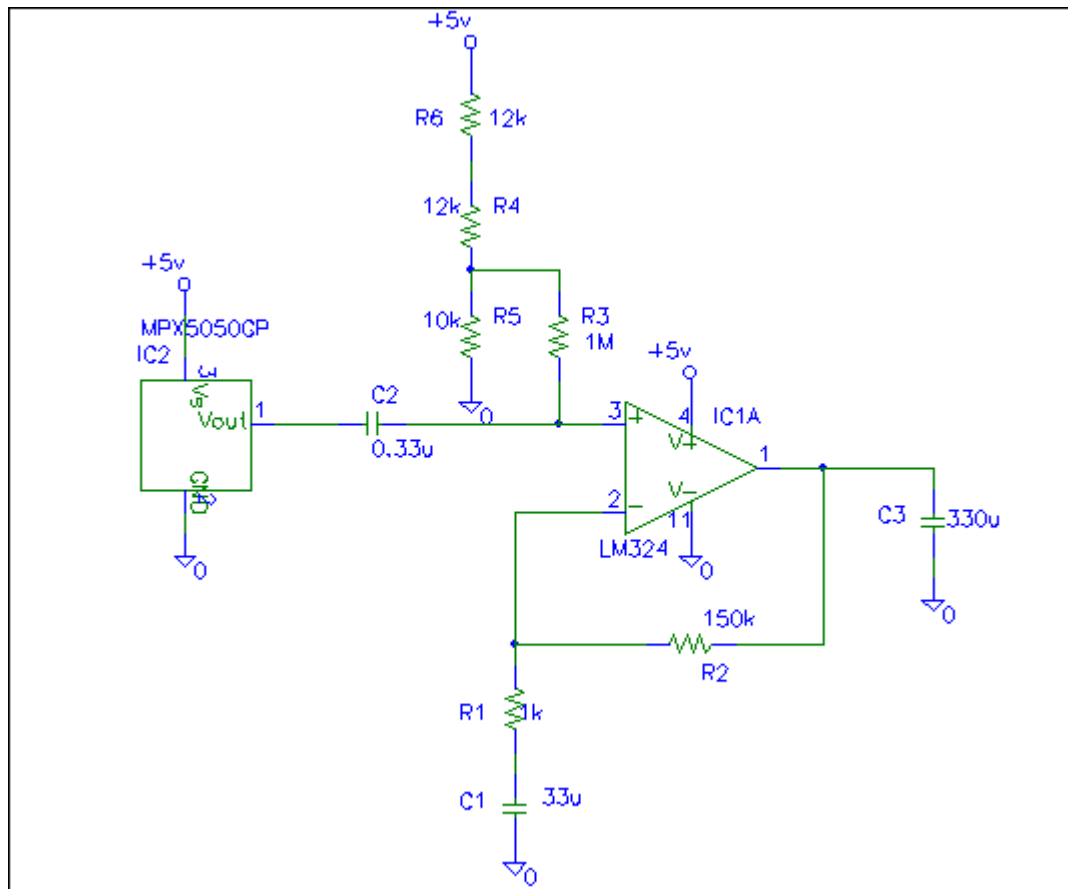 +5v
R6 12k
12k R4
+5v
MPX5050GP
IC2
10k R5
R3
1M
+5v
3
Vs
Vout
1
GND
2
0
C2
0.33u
0
3
+
4
V+
IC1A
1
2
-
V-
11
LM324
0
C3 330u
0
150k
R2
R1 1k
C1 33u
0